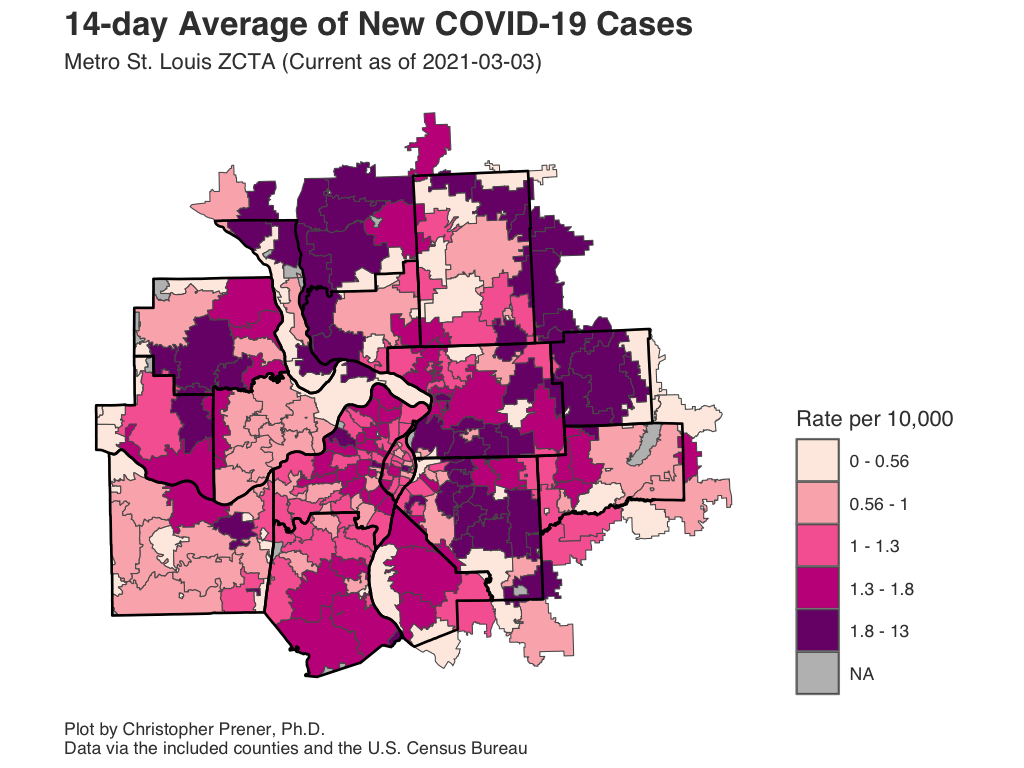 14-day Average of New COVID-19 Cases
Metro St. Louis ZCTA (Current as of 2021-03-03)
Rate per 10,000
0 - 0.56
0.56 - 1
1 - 1.3
1.3 - 1.8
1.8 - 13
NA
Plot by Christopher Prener, Ph.D.
Data via the included counties and the U.S. Census Bureau